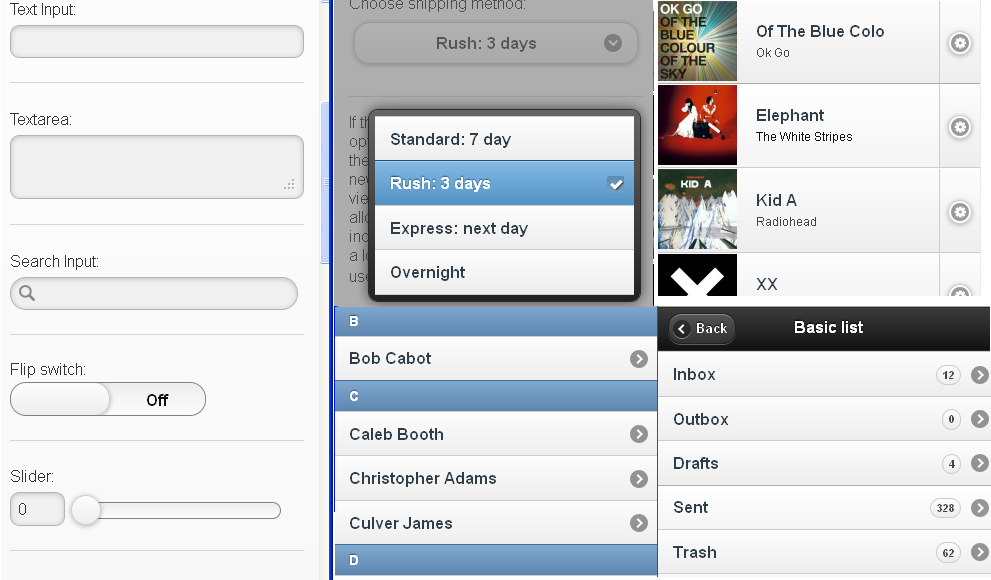 Text Input:
Textarea:
Search Input:
Flip switch:
Off
Slider:
0
Choose shipping method:
Rush: 3 days
If th
opt
the
nev
vie
allo
inc
a lo
use
Standard: 7 day
Rush: 3 days
Express: next day
Overnight
OK GO
OF THE
BLUE
COLOUR
OF THE
SKY
Of The Blue Colo
Ok Go
Elephant
The White Stripes
KID A
Kid A
Radiohead
XX
B
Bob Cabot
C
Caleb Booth
Christopher Adams
Culver James
D
Back
Basic list
Inbox 12
Outbox 0
Drafts 4
Sent 328
Trash 62